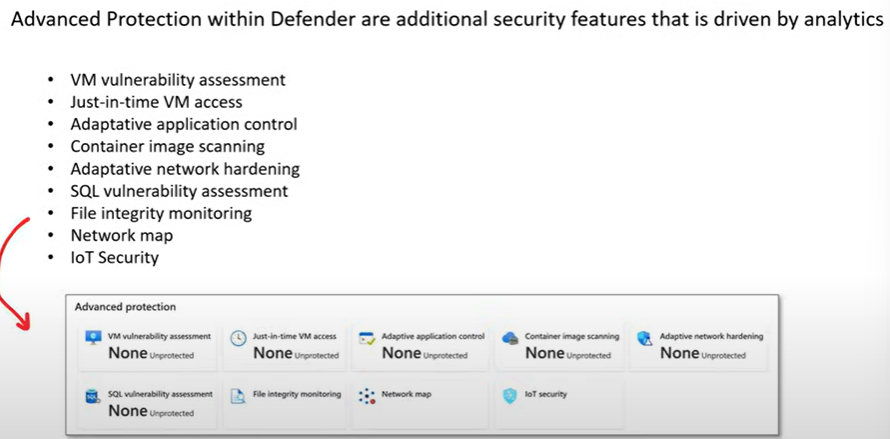 Advanced Protection within Defender are additional security features that is driven by analytics
• VM vulnerability assessment
• Just-in-time VM access
• Adaptative application control
• Container image scanning
• Adaptative network hardening
• SQL vulnerability assessment
• File integrity monitoring
• Network map
• IoT Security
Advanced protection
VM vulnerability assessment
None Unprotected
Just-in-time VM access
None Unprotected
Adaptive application control
None Unprotected
Container image scanning
None Unprotected
Adaptive network hardening
None Unprotected
SQL vulnerability assessment
None Unprotected
File integrity monitoring
Network map
IoT security